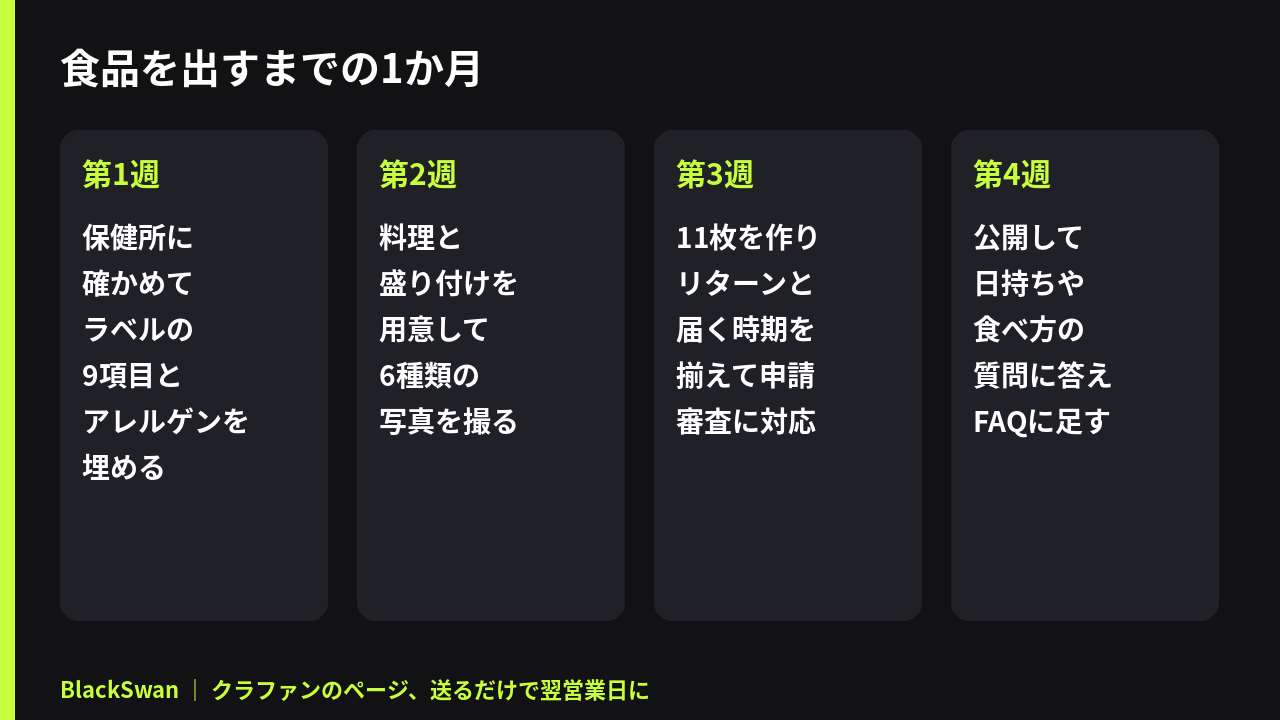 食品を出すまでの1か月
第1週
保健所に
確かめて
ラベルの
9項目と
アレルゲンを
埋める
第2週
料理と
盛り付けを
用意して
6種類の
写真を撮る
第3週
11枚を作り
リターンと
届く時期を
揃えて申請
審査に対応
第4週
公開して
日持ちや
食べ方の
質問に答え
FAQに足す
BlackSwan｜クラファンのページ、送るだけで翌営業日に